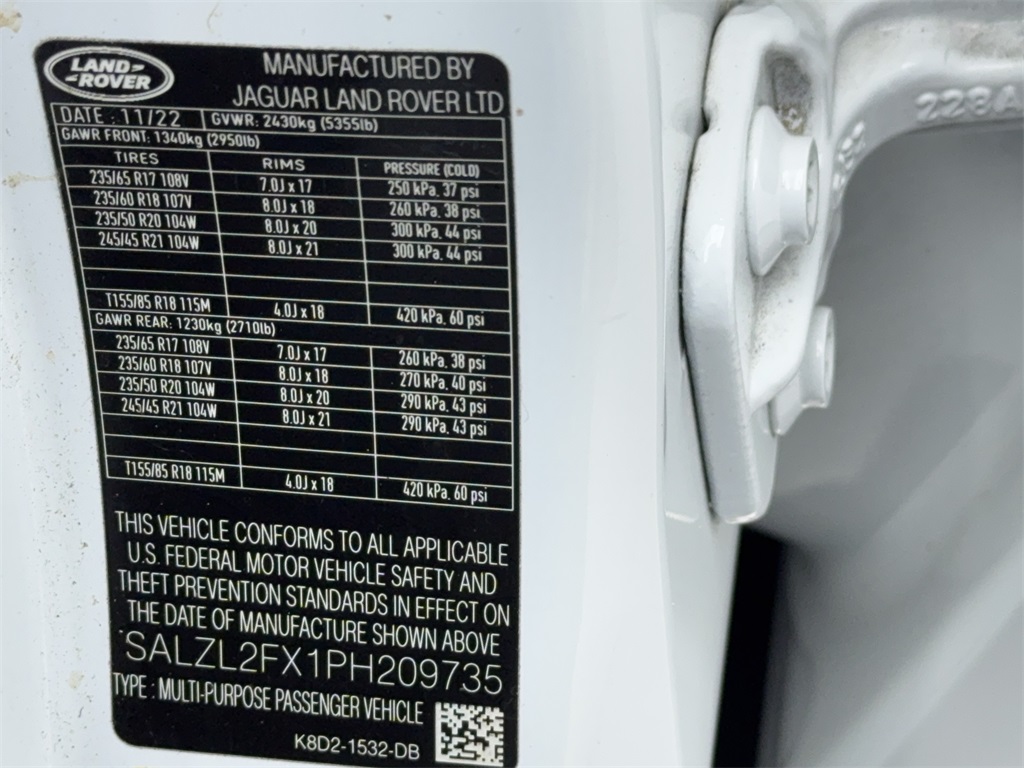 LAND-
-ROVER
MANUFACTURED BY
JAGUAR LAND ROVER LTD
DATE : 11/22 GVWR: 2430kg (5355lb)
GAWR FRONT: 1340kg (2950lb)
TIRES RIMS PRESSURE (COLD)
235/65 R17 108V 7.0J x 17 250 kPa. 37 psi
235/60 R18 107V 8.0J x 18 260 kPa. 38 psi
235/50 R20 104W 8.0J x 20 300 kPa. 44 psi
245/45 R21 104W 8.0J x 21 300 kPa. 44 psi
T155/85 R18 115M 4.0J x 18 420 kPa. 60 psi
GAWR REAR: 1230kg (2710lb)
235/65 R17 108V 7.0J x 17 260 kPa. 38 psi
235/60 R18 107V 8.0J x 18 270 kPa. 40 psi
235/50 R20 104W 8.0J x 20 290 kPa. 43 psi
245/45 R21 104W 8.0J x 21 290 kPa. 43 psi
T155/85 R18 115M 4.0J x 18 420 kPa. 60 psi
THIS VEHICLE CONFORMS TO ALL APPLICABLE
U.S. FEDERAL MOTOR VEHICLE SAFETY AND
THEFT PREVENTION STANDARDS IN EFFECT ON
THE DATE OF MANUFACTURE SHOWN ABOVE
SALZL2FX1PH209735
TYPE : MULTI-PURPOSE PASSENGER VEHICLE
K8D2-1532-DB
228A